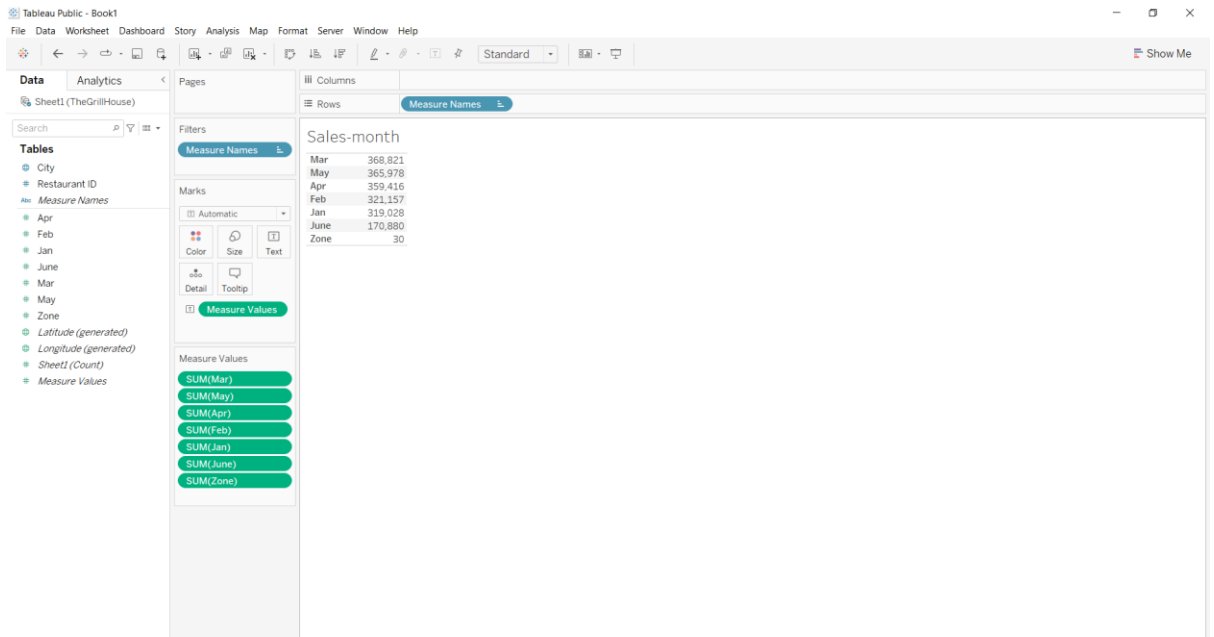 Tableau Public - Book1
File Data Worksheet Dashboard Story Analysis Map Format Server Window Help
Standard
Show Me
Data Analytics
Sheet1 (TheGrillHouse)
Search
Tables
City
Restaurant ID
Abc Measure Names
Apr
Feb
Jan
June
Mar
May
Zone
Latitude (generated)
Longitude (generated)
Sheet1 (Count)
Measure Values
Pages
Filters
Measure Names
Marks
Automatic
Color Size Text
Detail Tooltip
Measure Values
Measure Values
SUM(Mar)
SUM(May)
SUM(Apr)
SUM(Feb)
SUM(Jan)
SUM(June)
SUM(Zone)
Columns
Rows Measure Names
Sales-month
Mar 368,821
May 365,978
Apr 359,416
Feb 321,157
Jan 319,028
June 170,880
Zone 30